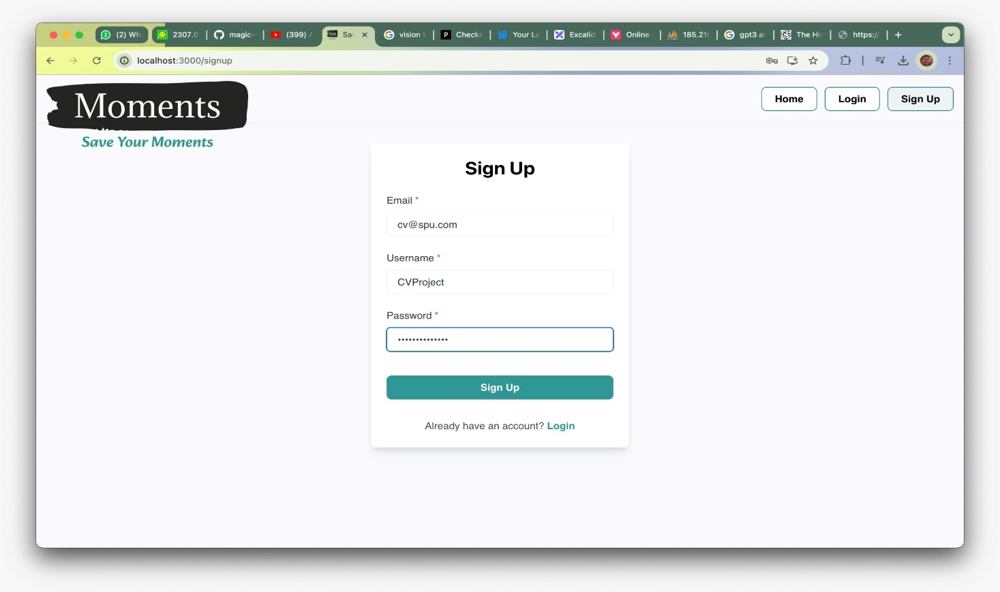 (2) Wh
2307.0
magic-
(399)
Sa
vision
Checki
Your Lo
Excalid
Online
185.21
gpt3 ar
The His
https:/
localhost:3000/signup
Moments
Save Your Moments
Home
Login
Sign Up
Sign Up
Email *
cv@spu.com
Username *
CVProject
Password *
••••••••••••••
Sign Up
Already have an account? Login